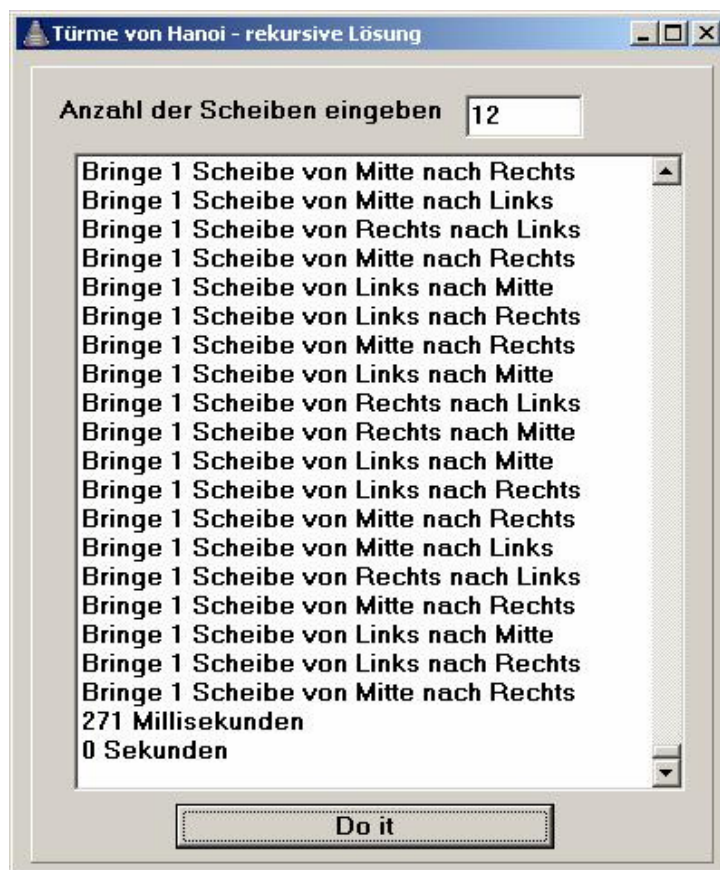 Türme von Hanoi - rekursive Lösung
Anzahl der Scheiben eingeben 12
Bringe 1 Scheibe von Mitte nach Rechts
Bringe 1 Scheibe von Mitte nach Links
Bringe 1 Scheibe von Rechts nach Links
Bringe 1 Scheibe von Mitte nach Rechts
Bringe 1 Scheibe von Links nach Mitte
Bringe 1 Scheibe von Links nach Rechts
Bringe 1 Scheibe von Mitte nach Rechts
Bringe 1 Scheibe von Links nach Mitte
Bringe 1 Scheibe von Rechts nach Links
Bringe 1 Scheibe von Rechts nach Mitte
Bringe 1 Scheibe von Links nach Mitte
Bringe 1 Scheibe von Links nach Rechts
Bringe 1 Scheibe von Mitte nach Rechts
Bringe 1 Scheibe von Mitte nach Links
Bringe 1 Scheibe von Rechts nach Links
Bringe 1 Scheibe von Mitte nach Rechts
Bringe 1 Scheibe von Links nach Mitte
Bringe 1 Scheibe von Links nach Rechts
Bringe 1 Scheibe von Mitte nach Rechts
271 Millisekunden
0 Sekunden
Do it